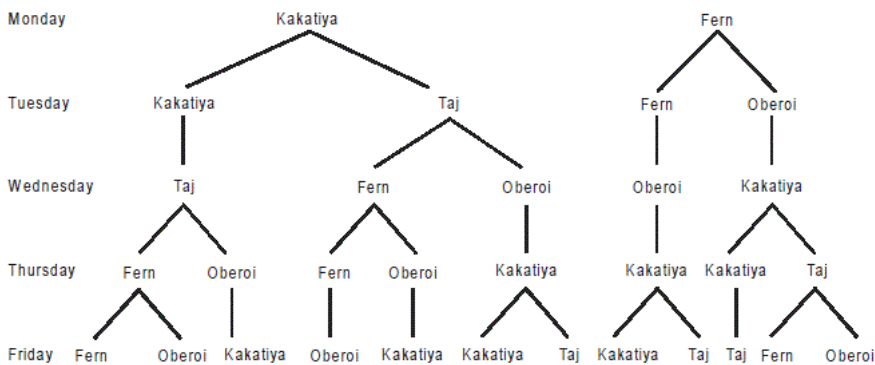 Monday Kakatiya Fern
Tuesday Kakatiya Taj Fern Oberoi
Wednesday Taj Fern Oberoi Oberoi Kakatiya
Thursday Fern Oberoi Fern Oberoi Kakatiya Kakatiya Kakatiya Taj
Friday Fern Oberoi Kakatiya Oberoi Kakatiya Kakatiya Taj Kakatiya Taj Taj Fern Oberoi